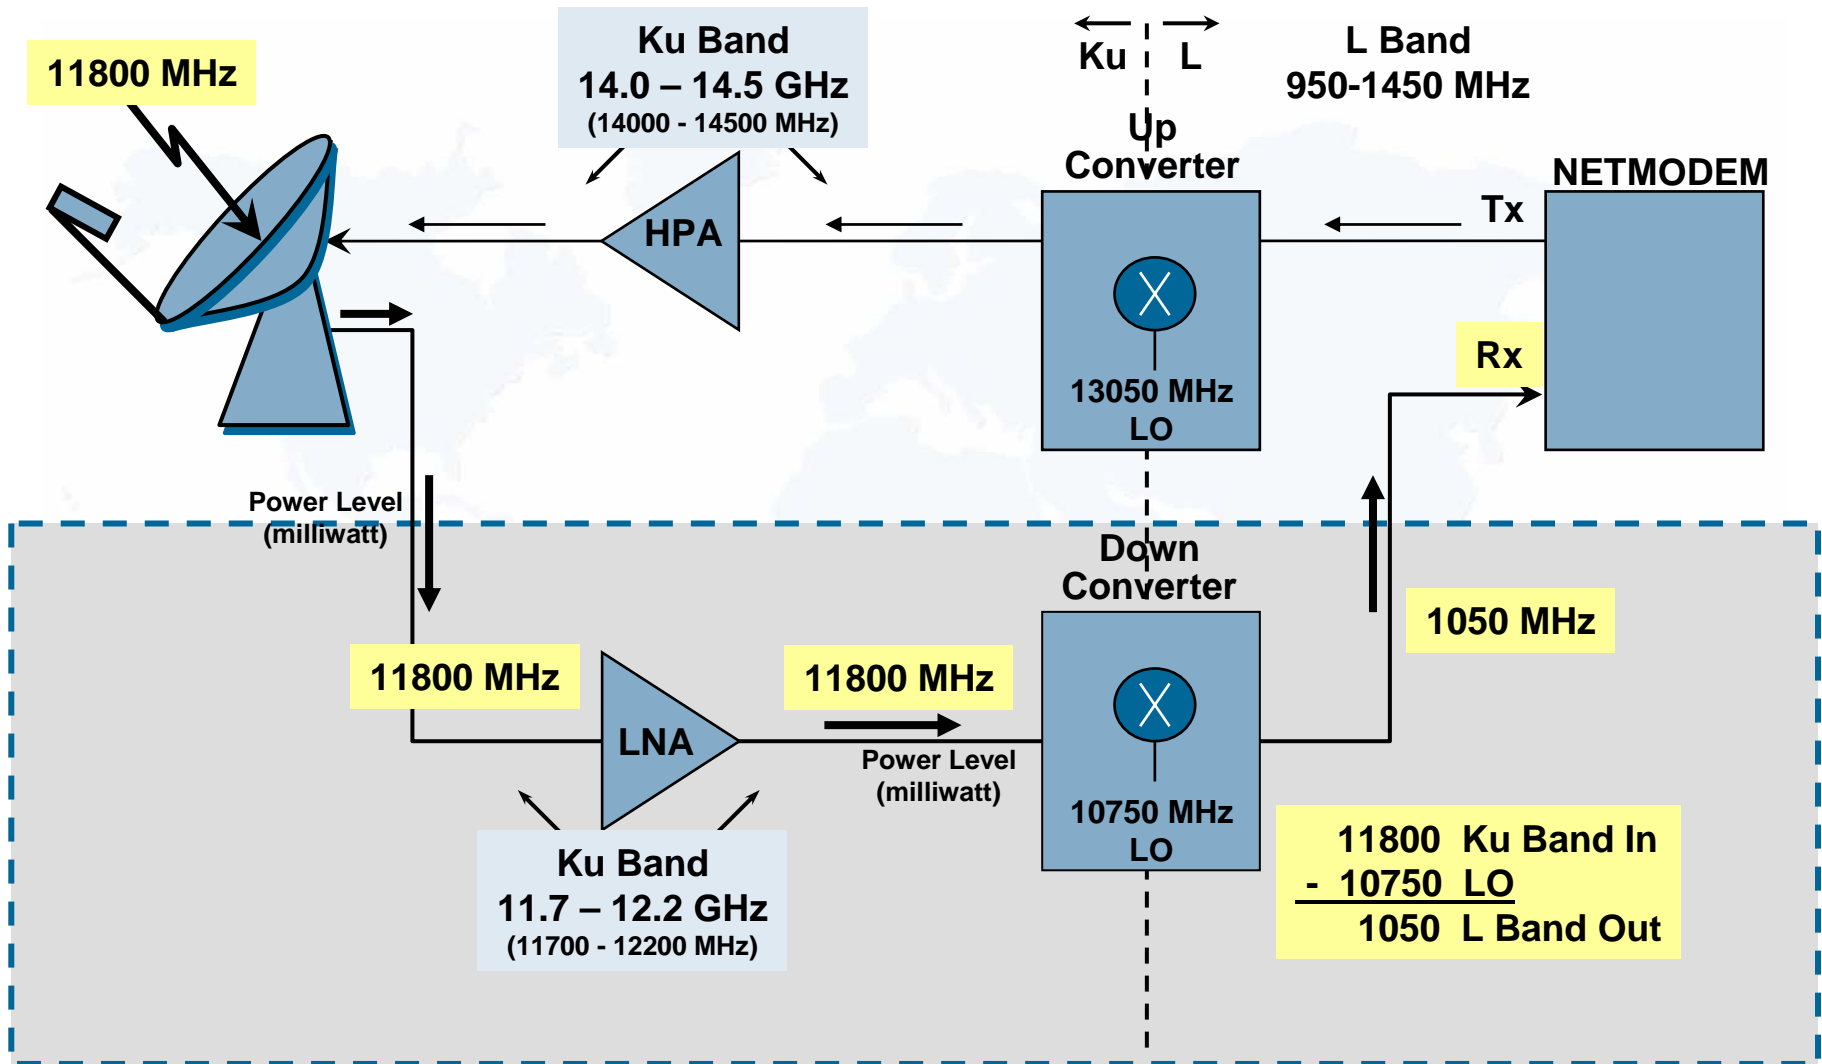 11800 MHz
Ku Band
14.0 – 14.5 GHz
(14000 - 14500 MHz)
Ku
L
L Band
950-1450 MHz
Up
Converter
NETMODEM
Tx
HPA
13050 MHz
LO
Rx
Power Level
(milliwatt)
Down
Converter
1050 MHz
11800 MHz
11800 MHz
LNA
Power Level
(milliwatt)
10750 MHz
LO
Ku Band
11.7 – 12.2 GHz
(11700 - 12200 MHz)
11800 Ku Band In
- 10750 LO
1050 L Band Out